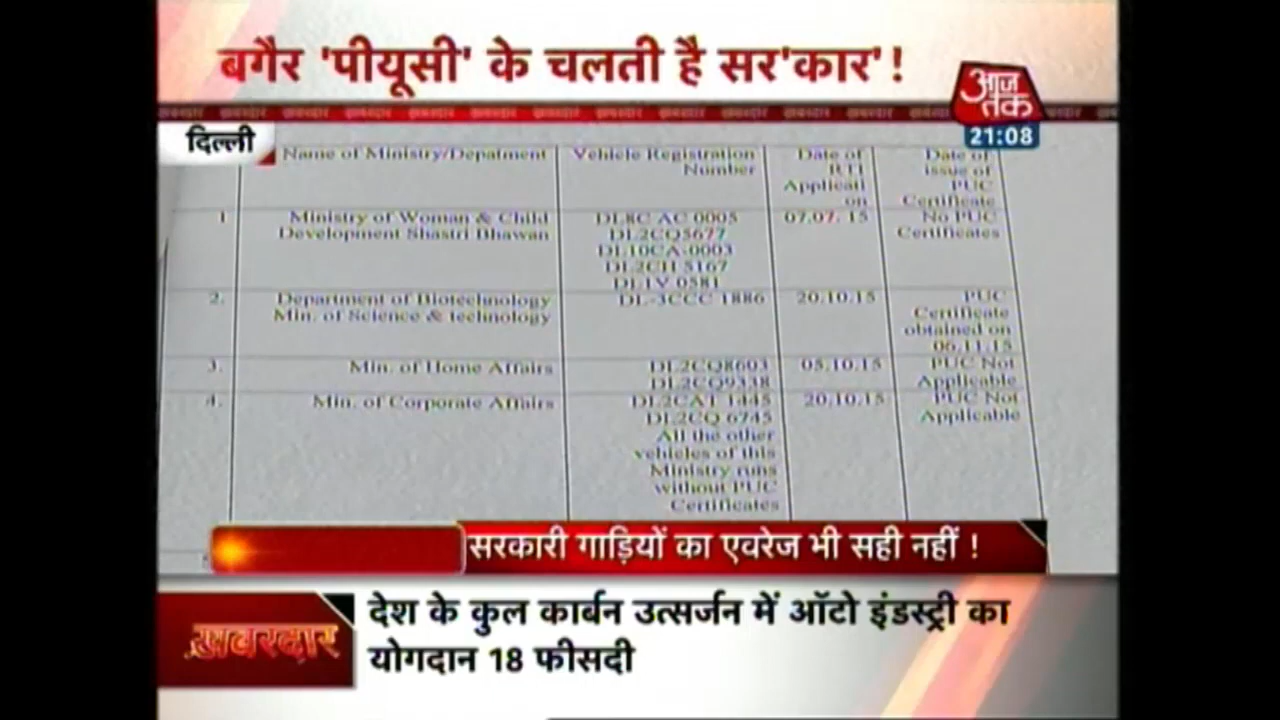 बगैर 'पीयूसी' के चलती है सर'कार' !
आज
तक
21:08
दिल्ली
Name of Ministry/Depatment Vehicle Registration Number Date of RTI Applicati on Date of issue of PUC Certificate
1 Ministry of Woman & Child Development Shastri Bhawan DL8C AC 0005 07.07. 15 No PUC Certificates
DL2CQ5677
DL10CA-0003
DL2CH 5167
DL1V 0581
2. Department of Biotechnology Min. of Science & technology DL-3CCC 1886 20.10.15 PUC Certificate obtained on 06.11.15
3. Min. of Home Affairs DL2CQ8603 05.10.15 PUC Not Applicable
DL2CQ9338
4. Min. of Corporate Affairs DL2CAT 1445 20.10.15 PUC Not Applicable
DL2CQ 6745
All the other
vehicles of this
Ministry runs
without PUC
Certificates
सरकारी गाड़ियों का एवरेज भी सही नहीं !
ख़बरदार
देश के कुल कार्बन उत्सर्जन में ऑटो इंडस्ट्री का
योगदान 18 फीसदी